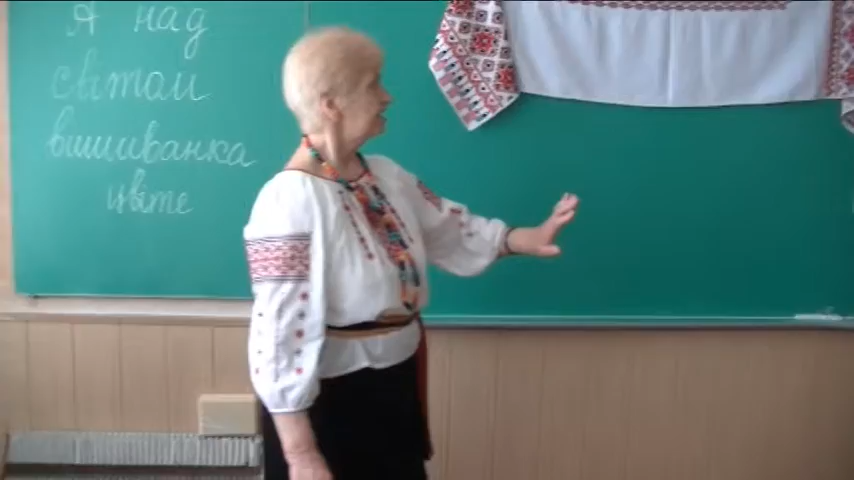 А над
світом
вишиванка
цвіте